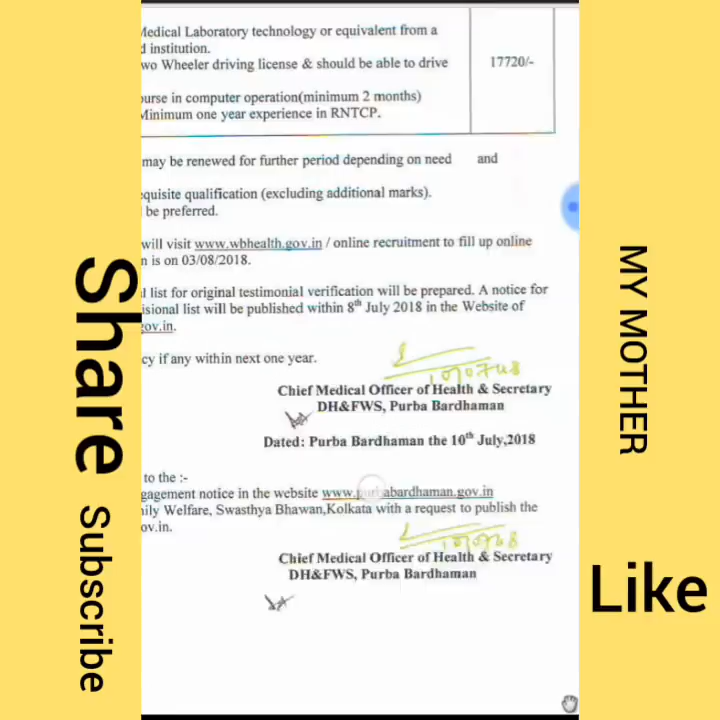 Medical Laboratory technology or equivalent from a
d institution.
wo Wheeler driving license & should be able to drive
17720/-
ourse in computer operation(minimum 2 months)
Minimum one year experience in RNTCP.
may be renewed for further period depending on need and
equisite qualification (excluding additional marks).
be preferred.
will visit www.wbhealth.gov.in / online recruitment to fill up online
n is on 03/08/2018.
l list for original testimonial verification will be prepared. A notice for
isional list will be published within 8th July 2018 in the Website of
gov.in.
cy if any within next one year.
Chief Medical Officer of Health & Secretary
DH&FWS, Purba Bardhaman
Dated: Purba Bardhaman the 10th July,2018
to the :-
gagement notice in the website www.purbabardhaman.gov.in
ily Welfare, Swasthya Bhawan,Kolkata with a request to publish the
ov.in.
Chief Medical Officer of Health & Secretary
DH&FWS, Purba Bardhaman
Share
Subscribe
MY MOTHER
Like